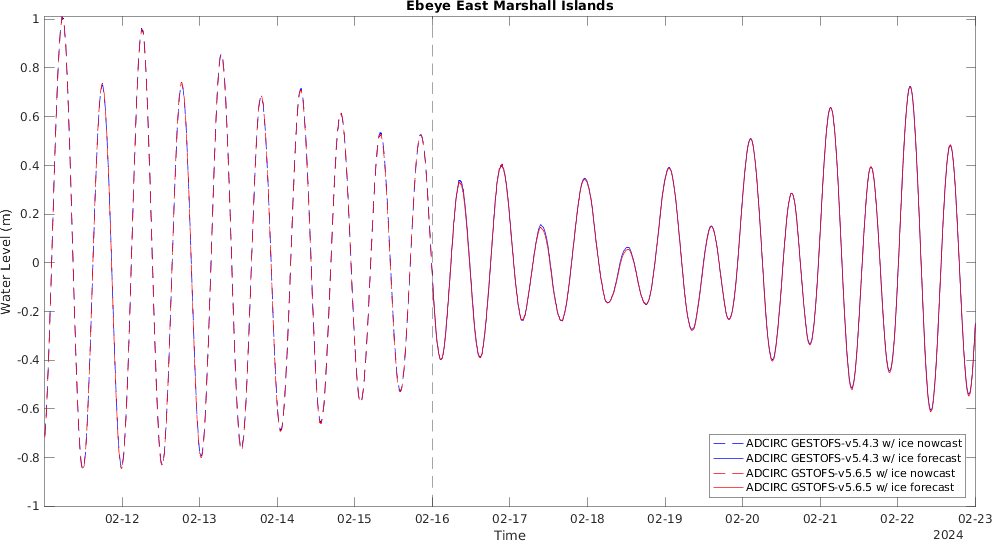 Ebeye East Marshall Islands
Water Level (m)
1
0.8
0.6
0.4
0.2
0
-0.2
-0.4
-0.6
-0.8
-1
ADCIRC GESTOFS-v5.4.3 w/ ice nowcast
ADCIRC GESTOFS-v5.4.3 w/ ice forecast
ADCIRC GSTOFS-v5.6.5 w/ ice nowcast
ADCIRC GSTOFS-v5.6.5 w/ ice forecast
02-12 02-13 02-14 02-15 02-16 02-17 02-18 02-19 02-20 02-21 02-22 02-23
Time
2024